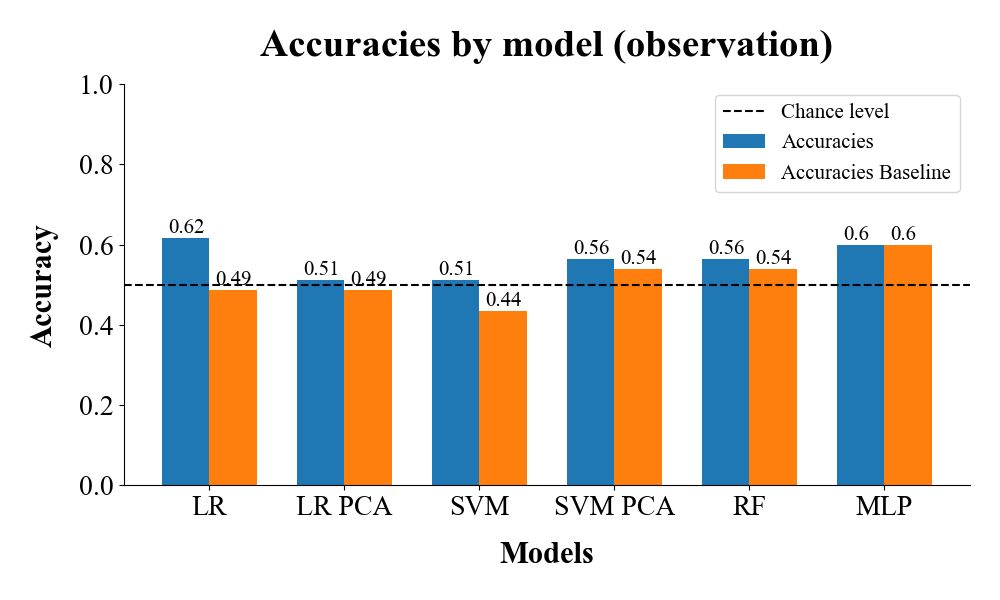 Accuracies by model (observation)
1.0
0.8
0.6
0.4
0.2
0.0
Accuracy
Chance level
Accuracies
Accuracies Baseline
0.62
0.49
0.51
0.49
0.51
0.44
0.56
0.54
0.56
0.54
0.6
0.6
LR
LR PCA
SVM
SVM PCA
RF
MLP
Models